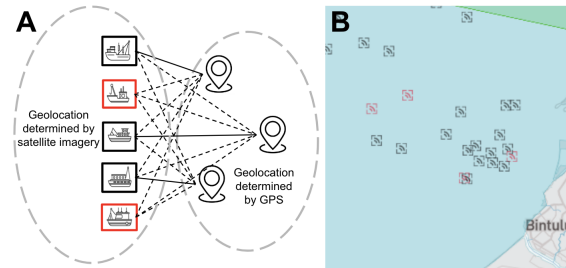 A
Geolocation
determined by
satellite imagery
Geolocation
determined
by GPS
B
Bintulu